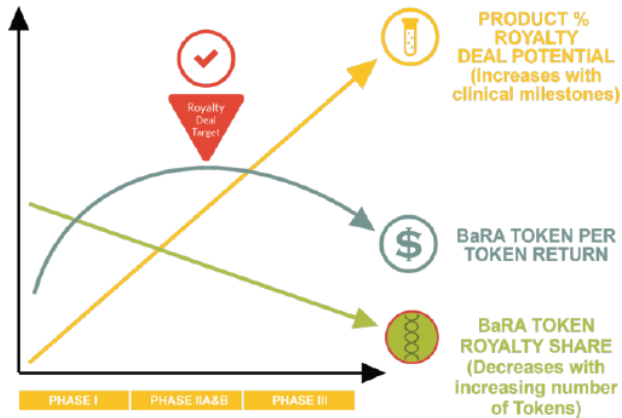 PRODUCT %
ROYALTY
DEAL POTENTIAL
(Increases with
clinical milestones)
Royalty
Deal
Target
$
BaRA TOKEN PER
TOKEN RETURN
BaRA TOKEN
ROYALTY SHARE
(Decreases with
increasing number
of Tokens)
PHASE I
PHASE IIA&B
PHASE III